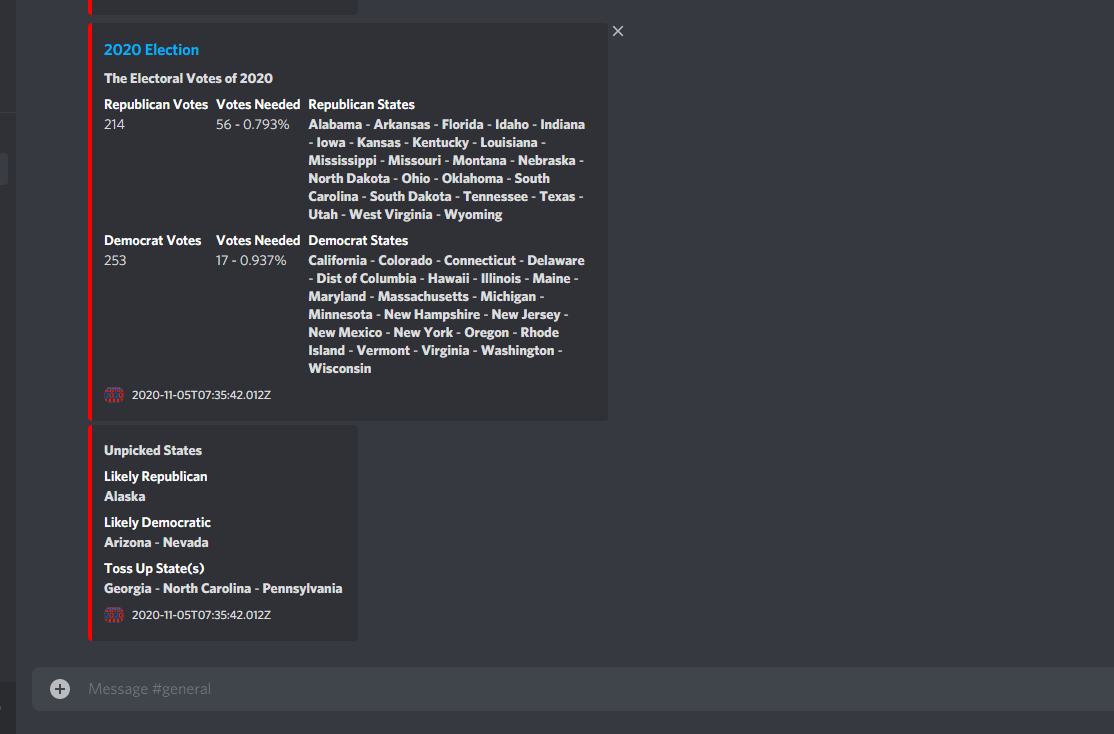 2020 Election
The Electoral Votes of 2020
Republican Votes Votes Needed Republican States
214 56 - 0.793% Alabama - Arkansas - Florida - Idaho - Indiana
- Iowa - Kansas - Kentucky - Louisiana -
Mississippi - Missouri - Montana - Nebraska -
North Dakota - Ohio - Oklahoma - South
Carolina - South Dakota - Tennessee - Texas -
Utah - West Virginia - Wyoming
Democrat Votes Votes Needed Democrat States
253 17 - 0.937% California - Colorado - Connecticut - Delaware
- Dist of Columbia - Hawaii - Illinois - Maine -
Maryland - Massachusetts - Michigan -
Minnesota - New Hampshire - New Jersey -
New Mexico - New York - Oregon - Rhode
Island - Vermont - Virginia - Washington -
Wisconsin
2020-11-05T07:35:42.012Z
Unpicked States
Likely Republican
Alaska
Likely Democratic
Arizona - Nevada
Toss Up State(s)
Georgia - North Carolina - Pennsylvania
2020-11-05T07:35:42.012Z
Message #general